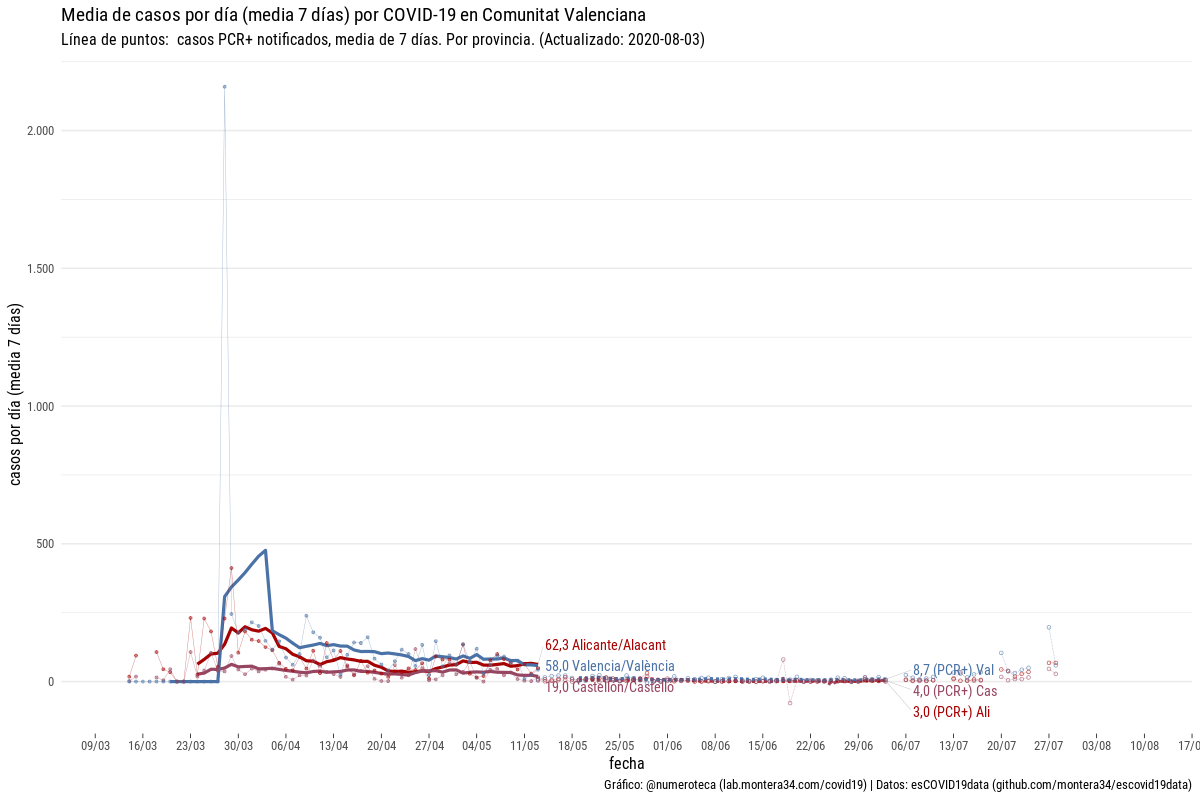 Media de casos por día (media 7 días) por COVID-19 en Comunitat Valenciana
Línea de puntos: casos PCR+ notificados, media de 7 días. Por provincia. (Actualizado: 2020-08-03)
casos por día (media 7 días)
2.000
1.500
1.000
500
0
62,3 Alicante/Alacant
58,0 Valencia/València
19,0 Castellón/Castelló
8,7 (PCR+) Val
4,0 (PCR+) Cas
3,0 (PCR+) Ali
09/03 16/03 23/03 30/03 06/04 13/04 20/04 27/04 04/05 11/05 18/05 25/05 01/06 08/06 15/06 22/06 29/06 06/07 13/07 20/07 27/07 03/08 10/08 17/0
fecha
Gráfico: @numeroteca (lab.montera34.com/covid19) | Datos: esCOVID19data (github.com/montera34/escovid19data)